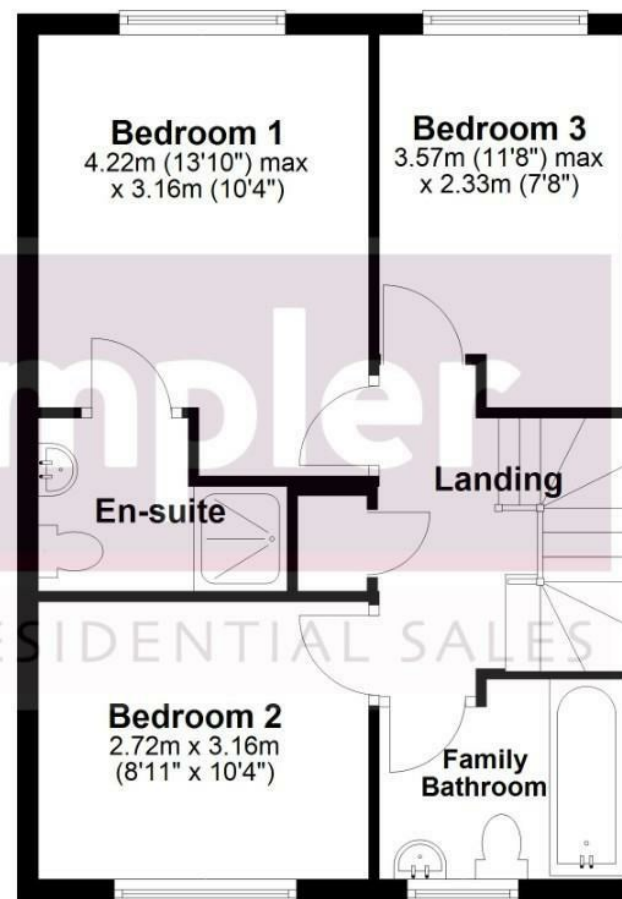 Bedroom 1
4.22m (13'10") max
x 3.16m (10'4")
Bedroom 3
3.57m (11'8") max
x 2.33m (7'8")
mpler
Landing
En-suite
ESIDENTIAL SALES
Bedroom 2
2.72m x 3.16m
(8'11" x 10'4")
Family
Bathroom